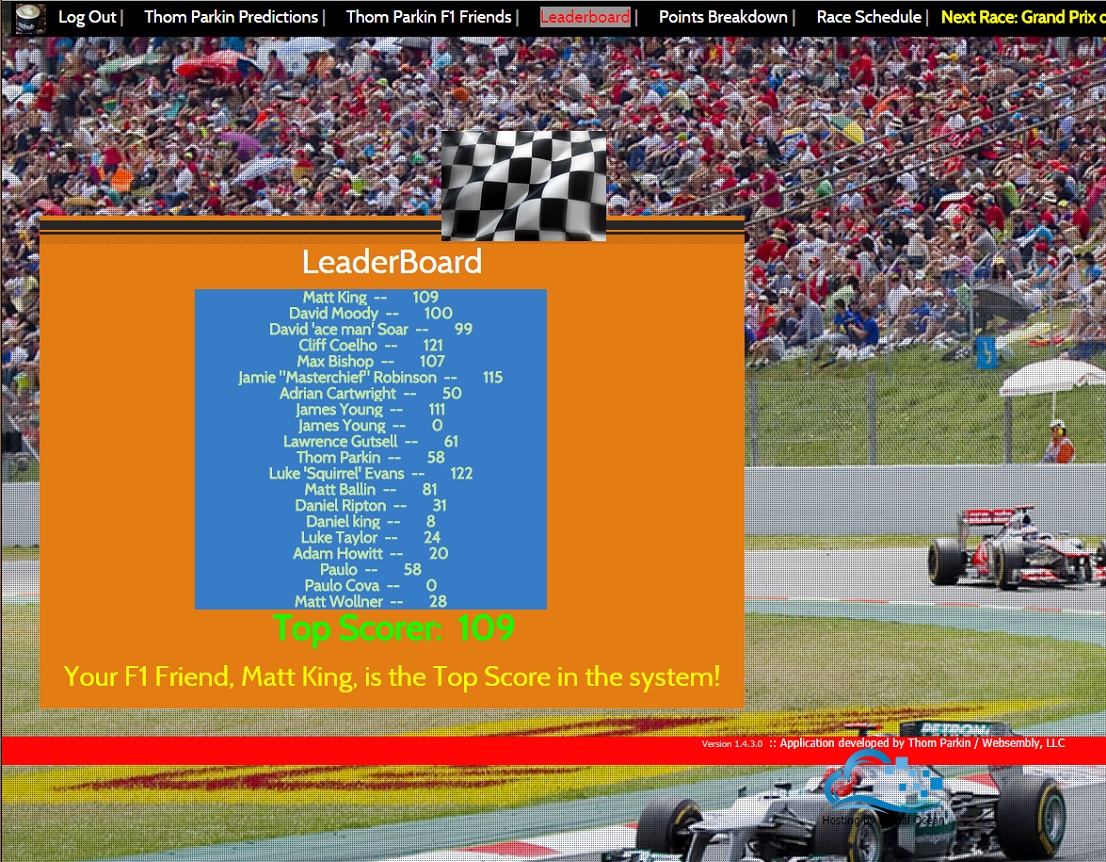 Log Out | Thom Parkin Predictions | Thom Parkin F1 Friends | Leaderboard | Points Breakdown | Race Schedule | Next Race: Grand Prix
LeaderBoard
Matt King -- 109
David Moody -- 100
David 'ace man' Soar -- 99
Cliff Coelho -- 121
Max Bishop -- 107
Jamie "Masterchief" Robinson -- 115
Adrian Cartwright -- 50
James Young -- 111
James Young -- 0
Lawrence Gutsell -- 61
Thom Parkin -- 58
Luke 'Squirrel' Evans -- 122
Matt Ballin -- 81
Daniel Ripton -- 31
Daniel king -- 8
Luke Taylor -- 24
Adam Howitt -- 20
Paulo -- 58
Paulo Cova -- 0
Matt Wollner -- 28
Top Scorer: 109
Your F1 Friend, Matt King, is the Top Score in the system!
Version 1.4.3.0 :: Application developed by Thom Parkin / Websembly, LLC
PETRONAS
Hosting by